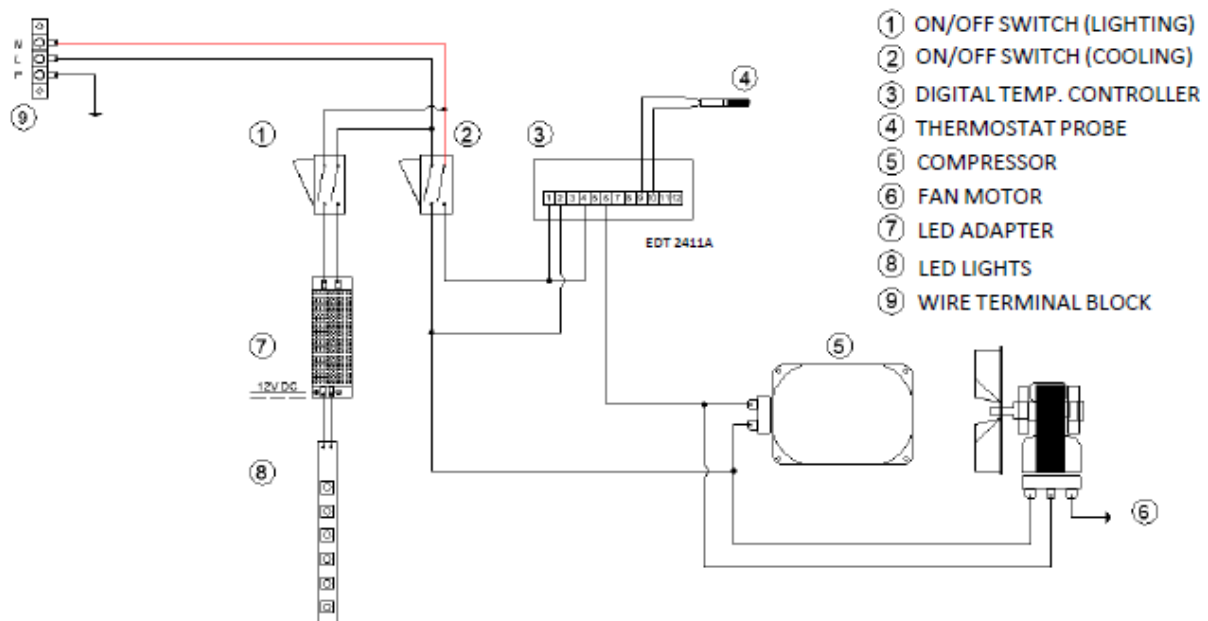 N
L
P
9
1
2
3
4
1 2 3 4 5 6 7 8 9 10 11 12
EDT 2411A
7
12V DC
8
5
6
1 ON/OFF SWITCH (LIGHTING)
2 ON/OFF SWITCH (COOLING)
3 DIGITAL TEMP. CONTROLLER
4 THERMOSTAT PROBE
5 COMPRESSOR
6 FAN MOTOR
7 LED ADAPTER
8 LED LIGHTS
9 WIRE TERMINAL BLOCK